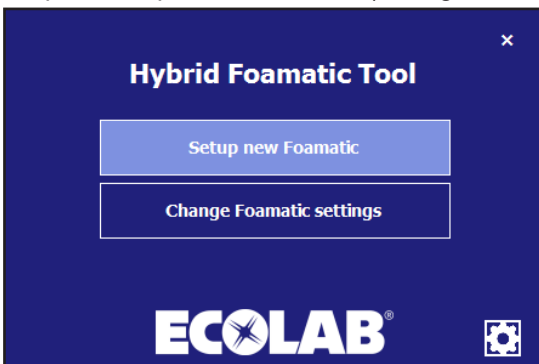 ×
Hybrid Foamatic Tool
Setup new Foamatic
Change Foamatic settings
ECOLAB®